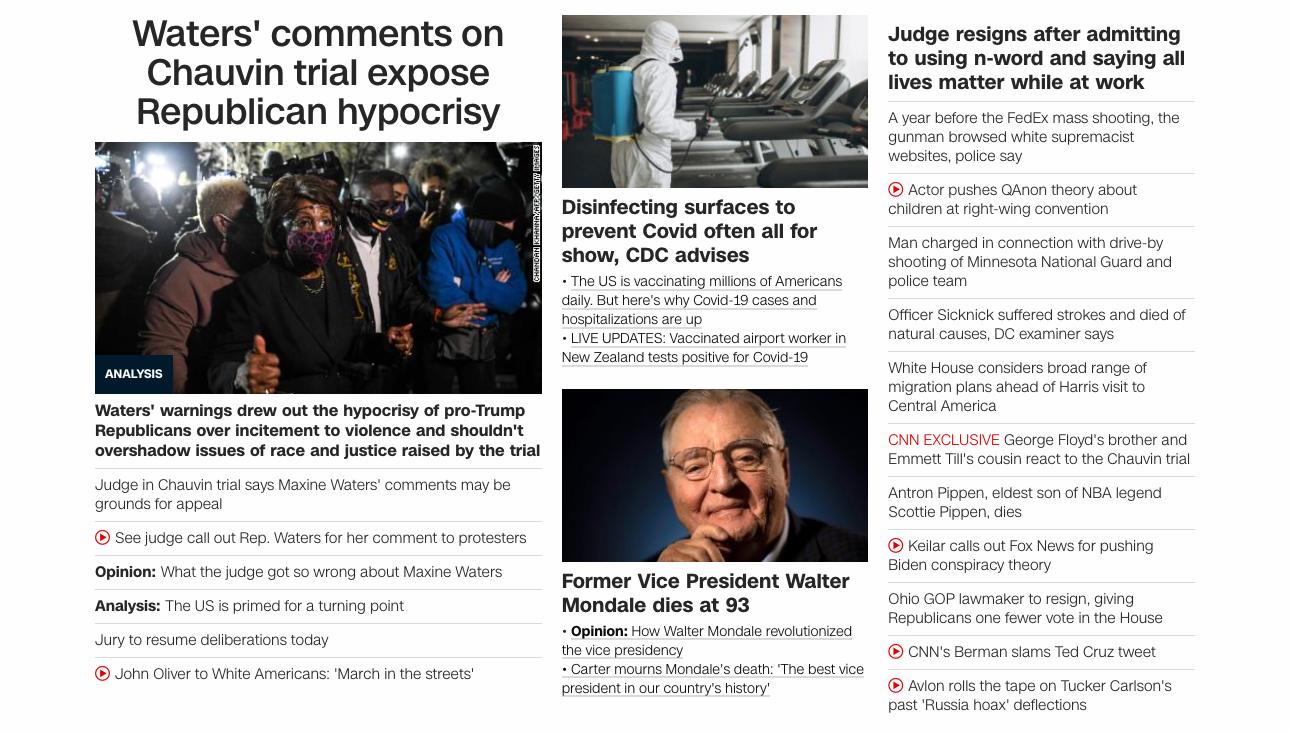 Waters' comments on
Chauvin trial expose
Republican hypocrisy
CHANDAN KHANNA/AFP/GETTY IMAGES
ANALYSIS
Waters' warnings drew out the hypocrisy of pro-Trump
Republicans over incitement to violence and shouldn't
overshadow issues of race and justice raised by the trial
Judge in Chauvin trial says Maxine Waters' comments may be
grounds for appeal
See judge call out Rep. Waters for her comment to protesters
Opinion: What the judge got so wrong about Maxine Waters
Analysis: The US is primed for a turning point
Jury to resume deliberations today
John Oliver to White Americans: 'March in the streets'
Disinfecting surfaces to
prevent Covid often all for
show, CDC advises
• The US is vaccinating millions of Americans
daily. But here's why Covid-19 cases and
hospitalizations are up
• LIVE UPDATES: Vaccinated airport worker in
New Zealand tests positive for Covid-19
Former Vice President Walter
Mondale dies at 93
• Opinion: How Walter Mondale revolutionized
the vice presidency
• Carter mourns Mondale's death: 'The best vice
president in our country's history'
Judge resigns after admitting
to using n-word and saying all
lives matter while at work
A year before the FedEx mass shooting, the
gunman browsed white supremacist
websites, police say
Actor pushes QAnon theory about
children at right-wing convention
Man charged in connection with drive-by
shooting of Minnesota National Guard and
police team
Officer Sicknick suffered strokes and died of
natural causes, DC examiner says
White House considers broad range of
migration plans ahead of Harris visit to
Central America
CNN EXCLUSIVE George Floyd's brother and
Emmett Till's cousin react to the Chauvin trial
Antron Pippen, eldest son of NBA legend
Scottie Pippen, dies
Keilar calls out Fox News for pushing
Biden conspiracy theory
Ohio GOP lawmaker to resign, giving
Republicans one fewer vote in the House
CNN's Berman slams Ted Cruz tweet
Avlon rolls the tape on Tucker Carlson's
past 'Russia hoax' deflections